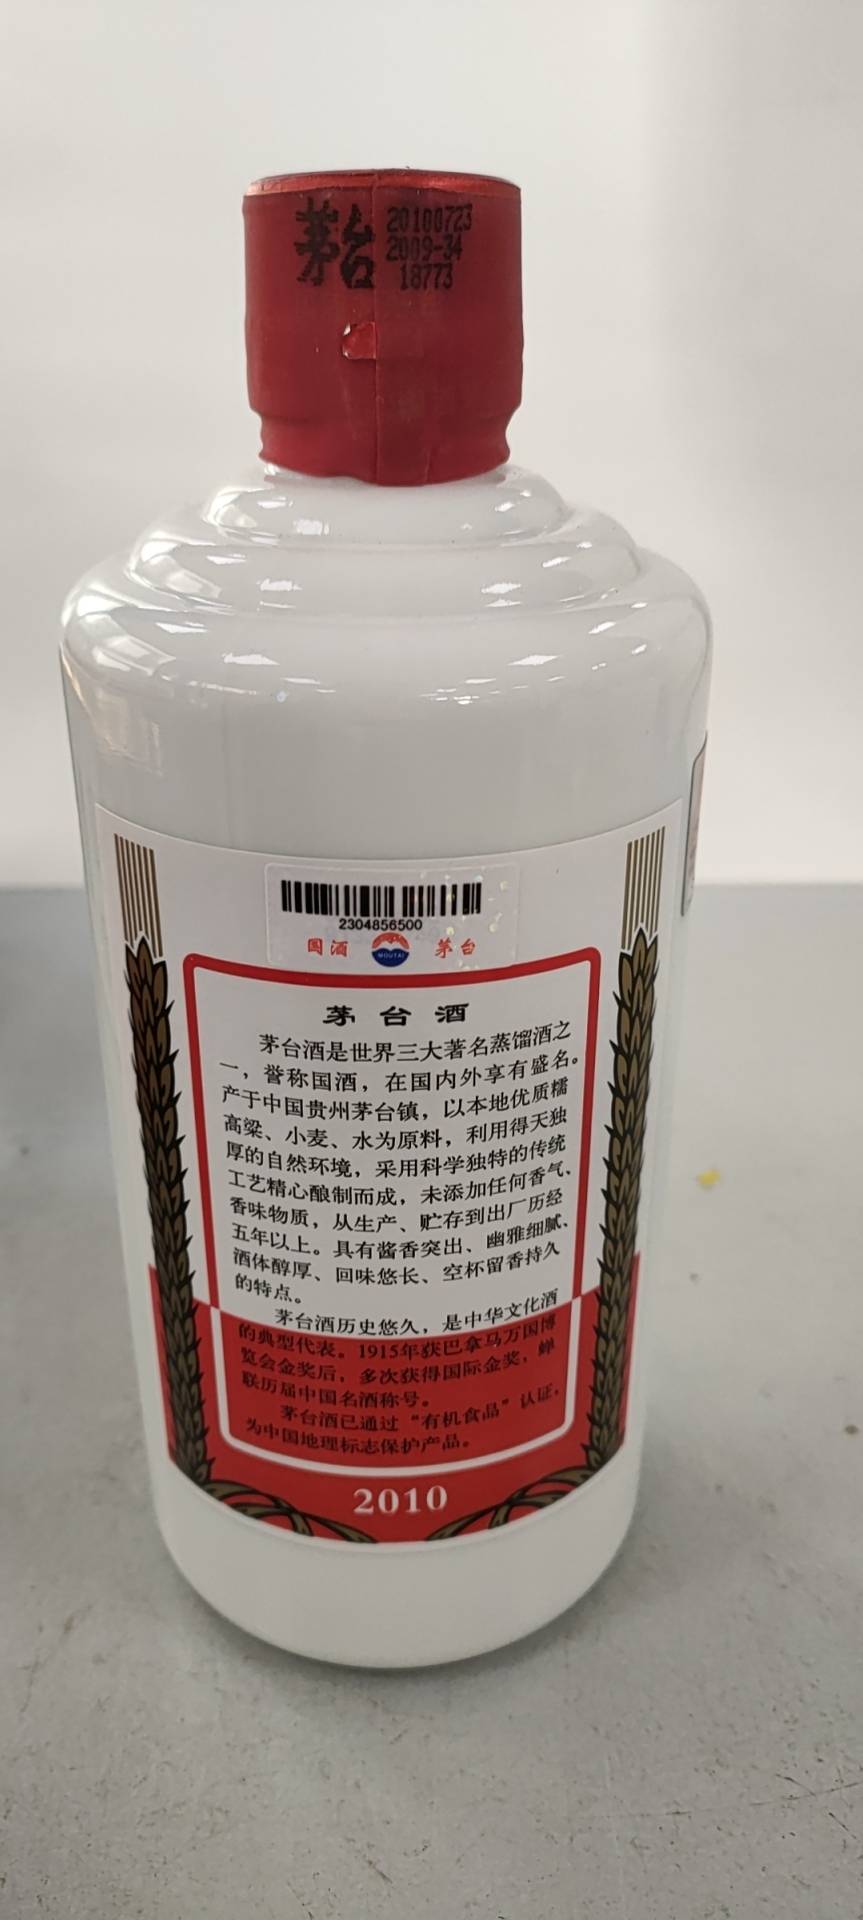 茅台
20100723
2009-34
18773
2304856500
国酒
MOUTAI
茅台
茅台酒
茅台酒是世界三大著名蒸馏酒之
一，誉称国酒，在国内外享有盛名。
产于中国贵州茅台镇，以本地优质糯
高粱、小麦、水为原料，利用得天独
厚的自然环境，采用科学独特的传统
工艺精心酿制而成，未添加任何香气、
香味物质，从生产、贮存到出厂历经
五年以上。具有酱香突出、幽雅细腻、
酒体醇厚、回味悠长、空杯留香持久
的特点。
茅台酒历史悠久，是中华文化酒
的典型代表。1915年获巴拿马万国博
览会金奖后，多次获得国际金奖，蝉
联历届中国名酒称号。
茅台酒已通过“有机食品”认证，
为中国地理标志保护产品。
2010